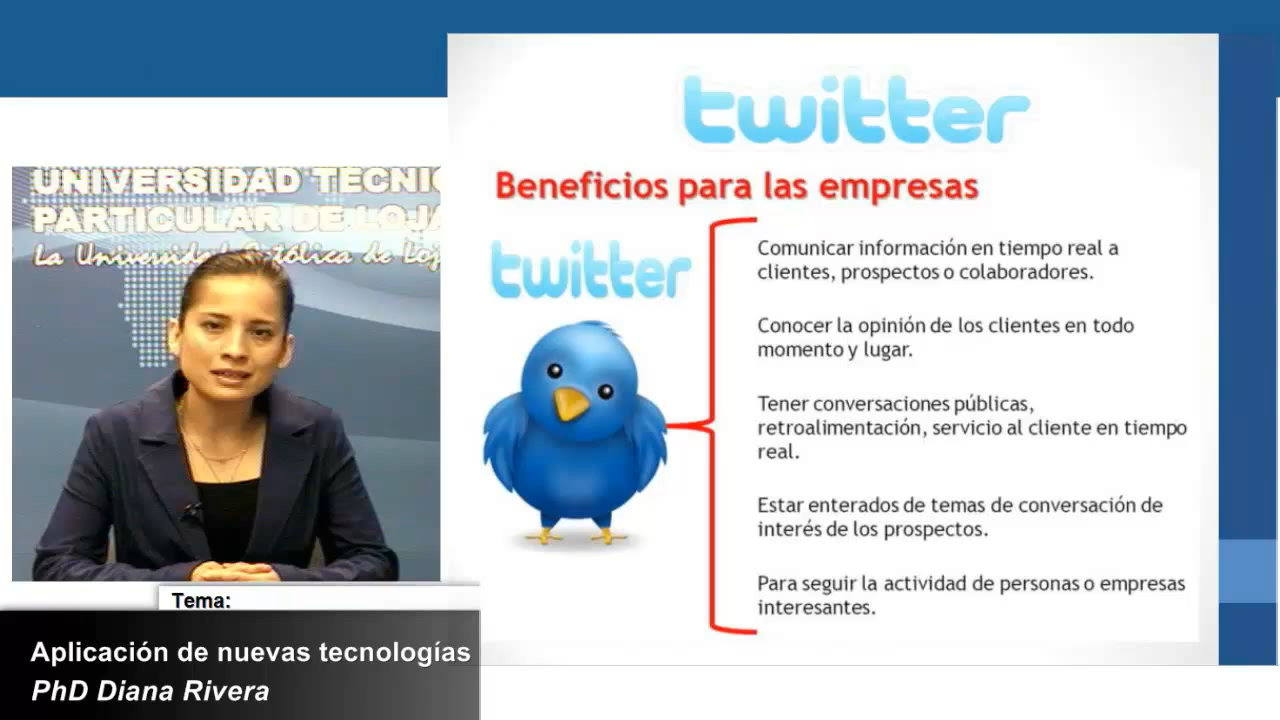 twitter
Beneficios para las empresas
twitter
Comunicar información en tiempo real a
clientes, prospectos o colaboradores.
Conocer la opinión de los clientes en todo
momento y lugar.
Tener conversaciones públicas,
retroalimentación, servicio al cliente en tiempo
real.
Estar enterados de temas de conversación de
interés de los prospectos.
Para seguir la actividad de personas o empresas
interesantes.
UNIVERSIDAD TECNIC
PARTICULAR DE LOJA
La Universidad Católica de Loj
Tema:
Aplicación de nuevas tecnologías
PhD Diana Rivera